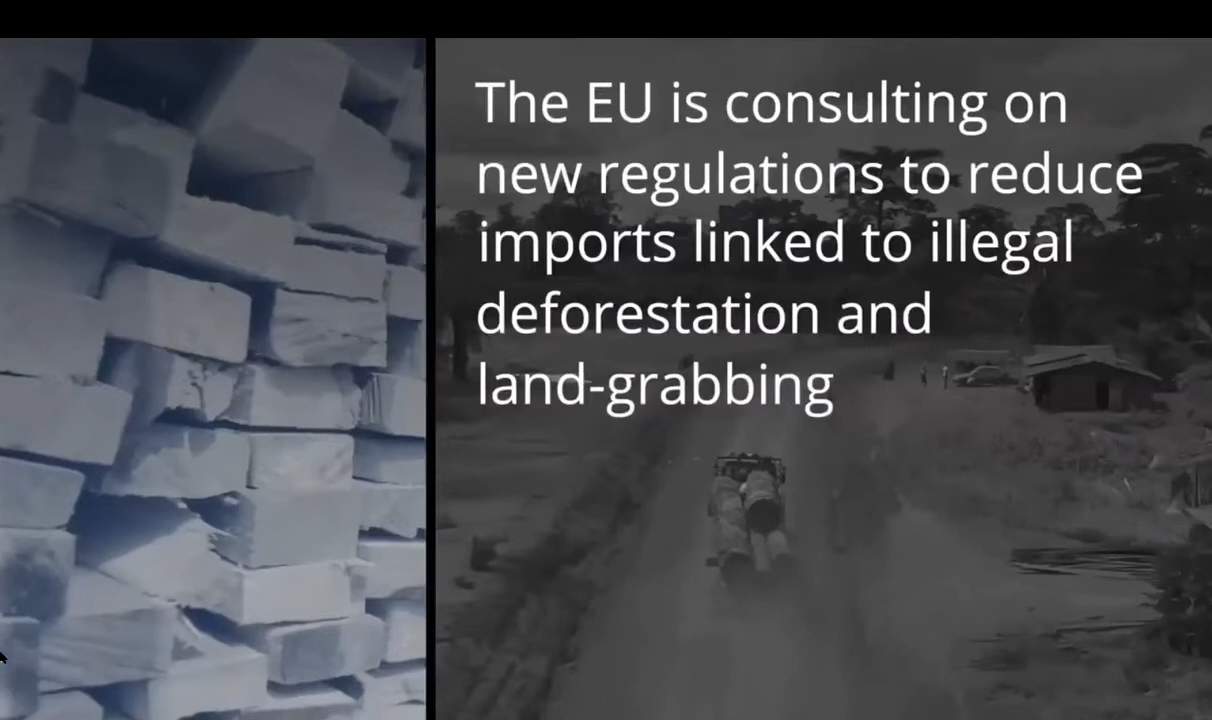 The EU is consulting on
new regulations to reduce
imports linked to illegal
deforestation and
land-grabbing